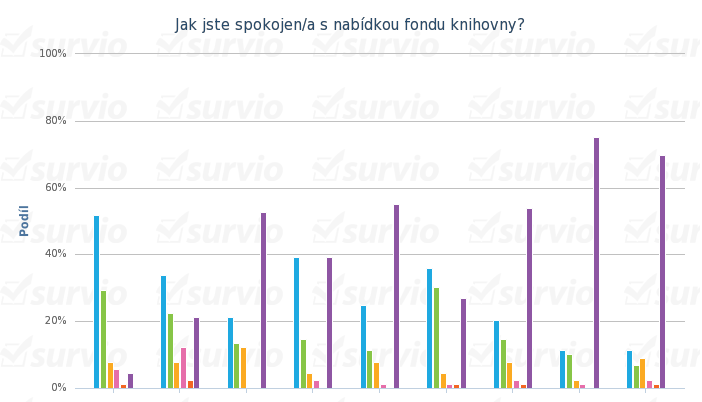 Jak jste spokojen/a s nabídkou fondu knihovny?
100%
80%
60%
40%
20%
0%
Podíl
survio